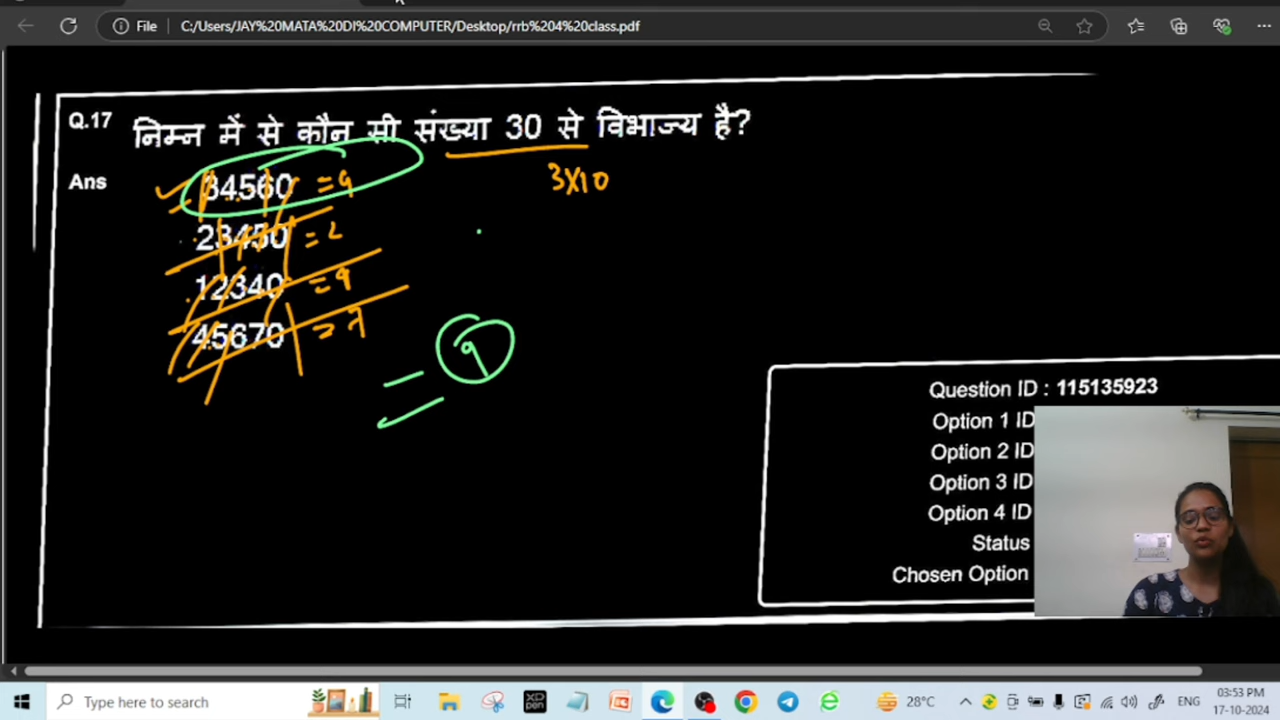 File C:/Users/JAY%20MATA%20DI%20COMPUTER/Desktop/rrb%204%20class.pdf
Q.17 निम्न में से कौन सी संख्या 30 से विभाज्य है?
3X10
Ans 34560 =9
23450
12340
45670 =7
9
Question ID : 115135923
Option 1 ID
Option 2 ID
Option 3 ID
Option 4 ID
Status
Chosen Option
Type here to search
28°C
ENG
03:53 PM
17-10-2024